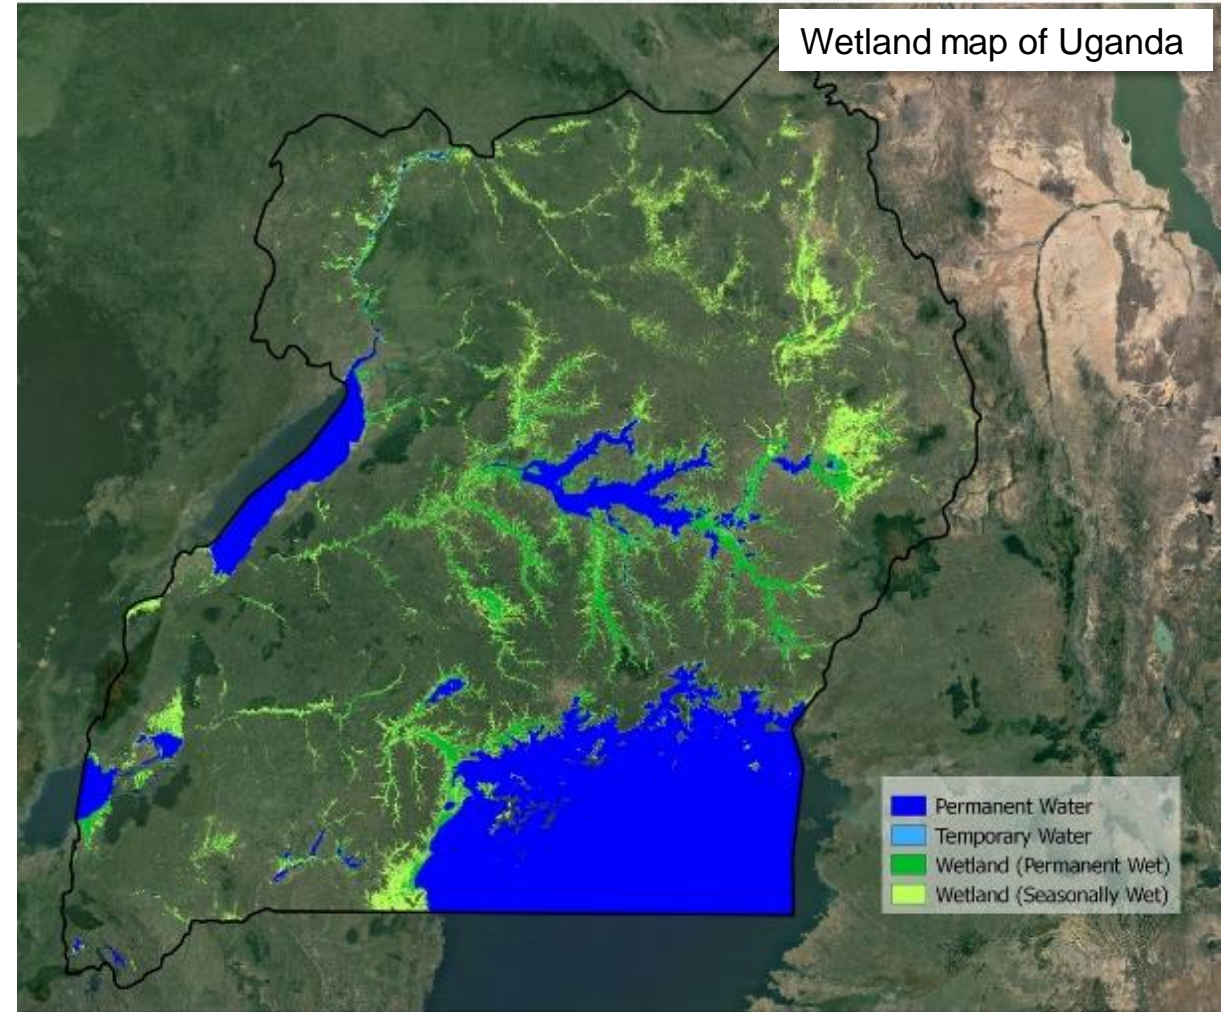 Wetland map of Uganda
Permanent Water
Temporary Water
Wetland (Permanent Wet)
Wetland (Seasonally Wet)